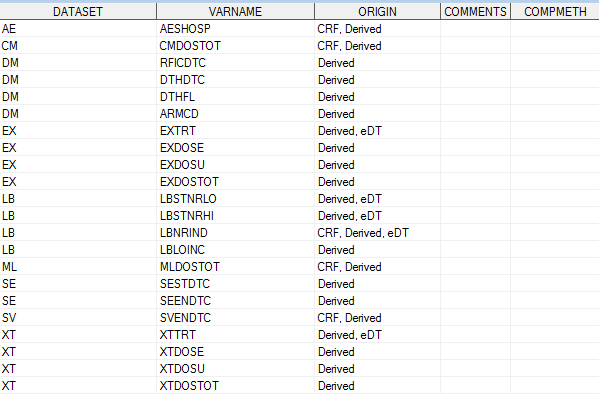 DATASET VARNAME ORIGIN COMMENTS COMPMETH
AE AESHOSP CRF, Derived
CM CMDOSTOT CRF, Derived
DM RFICDTC Derived
DM DTHDTC Derived
DM DTHFL Derived
DM ARMCD Derived
EX EXTRT Derived, eDT
EX EXDOSE Derived
EX EXDOSU Derived
EX EXDOSTOT Derived
LB LBSTNRLO Derived, eDT
LB LBSTNRHI Derived, eDT
LB LBNRIND CRF, Derived, eDT
LB LBLOINC Derived
ML MLDOSTOT CRF, Derived
SE SESTDTC Derived
SE SEENDTC Derived
SV SVENDTC CRF, Derived
XT XTTRT Derived, eDT
XT XTDOSE Derived
XT XTDOSU Derived
XT XTDOSTOT Derived